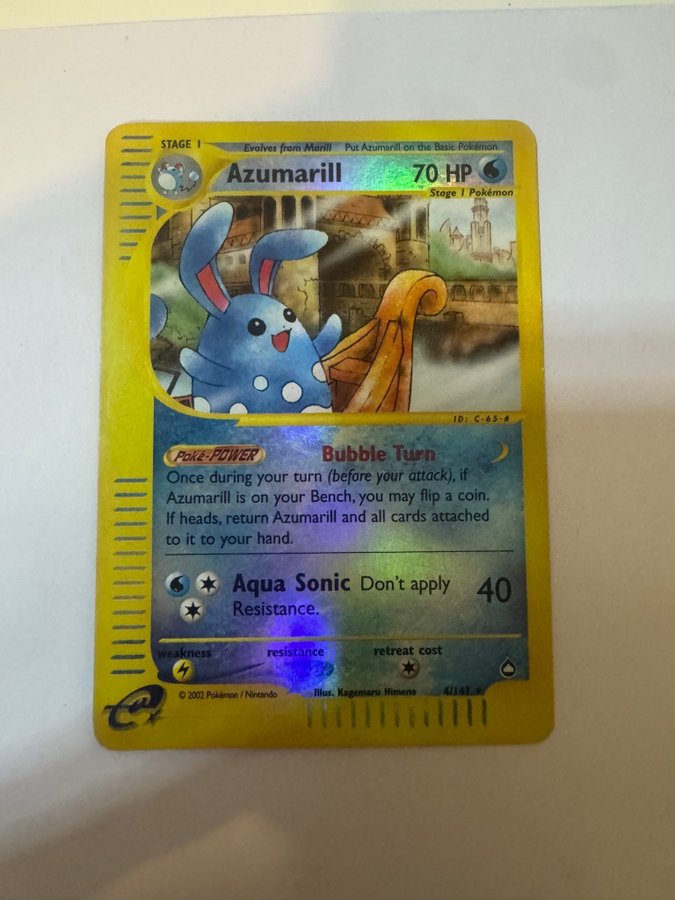 STAGE 1
Evolves from Marill Put Azumarill on the Basic Pokémon
Azumarill 70 HP
Stage 1 Pokémon
ID: C-65-#
Poké-POWER Bubble Turn
Once during your turn (before your attack), if
Azumarill is on your Bench, you may flip a coin.
If heads, return Azumarill and all cards attached
to it to your hand.
Aqua Sonic Don't apply 40
Resistance.
weakness resistance retreat cost
© 2002 Pokémon / Nintendo Illus. Kagemaru Himeno 4/147 ★
e